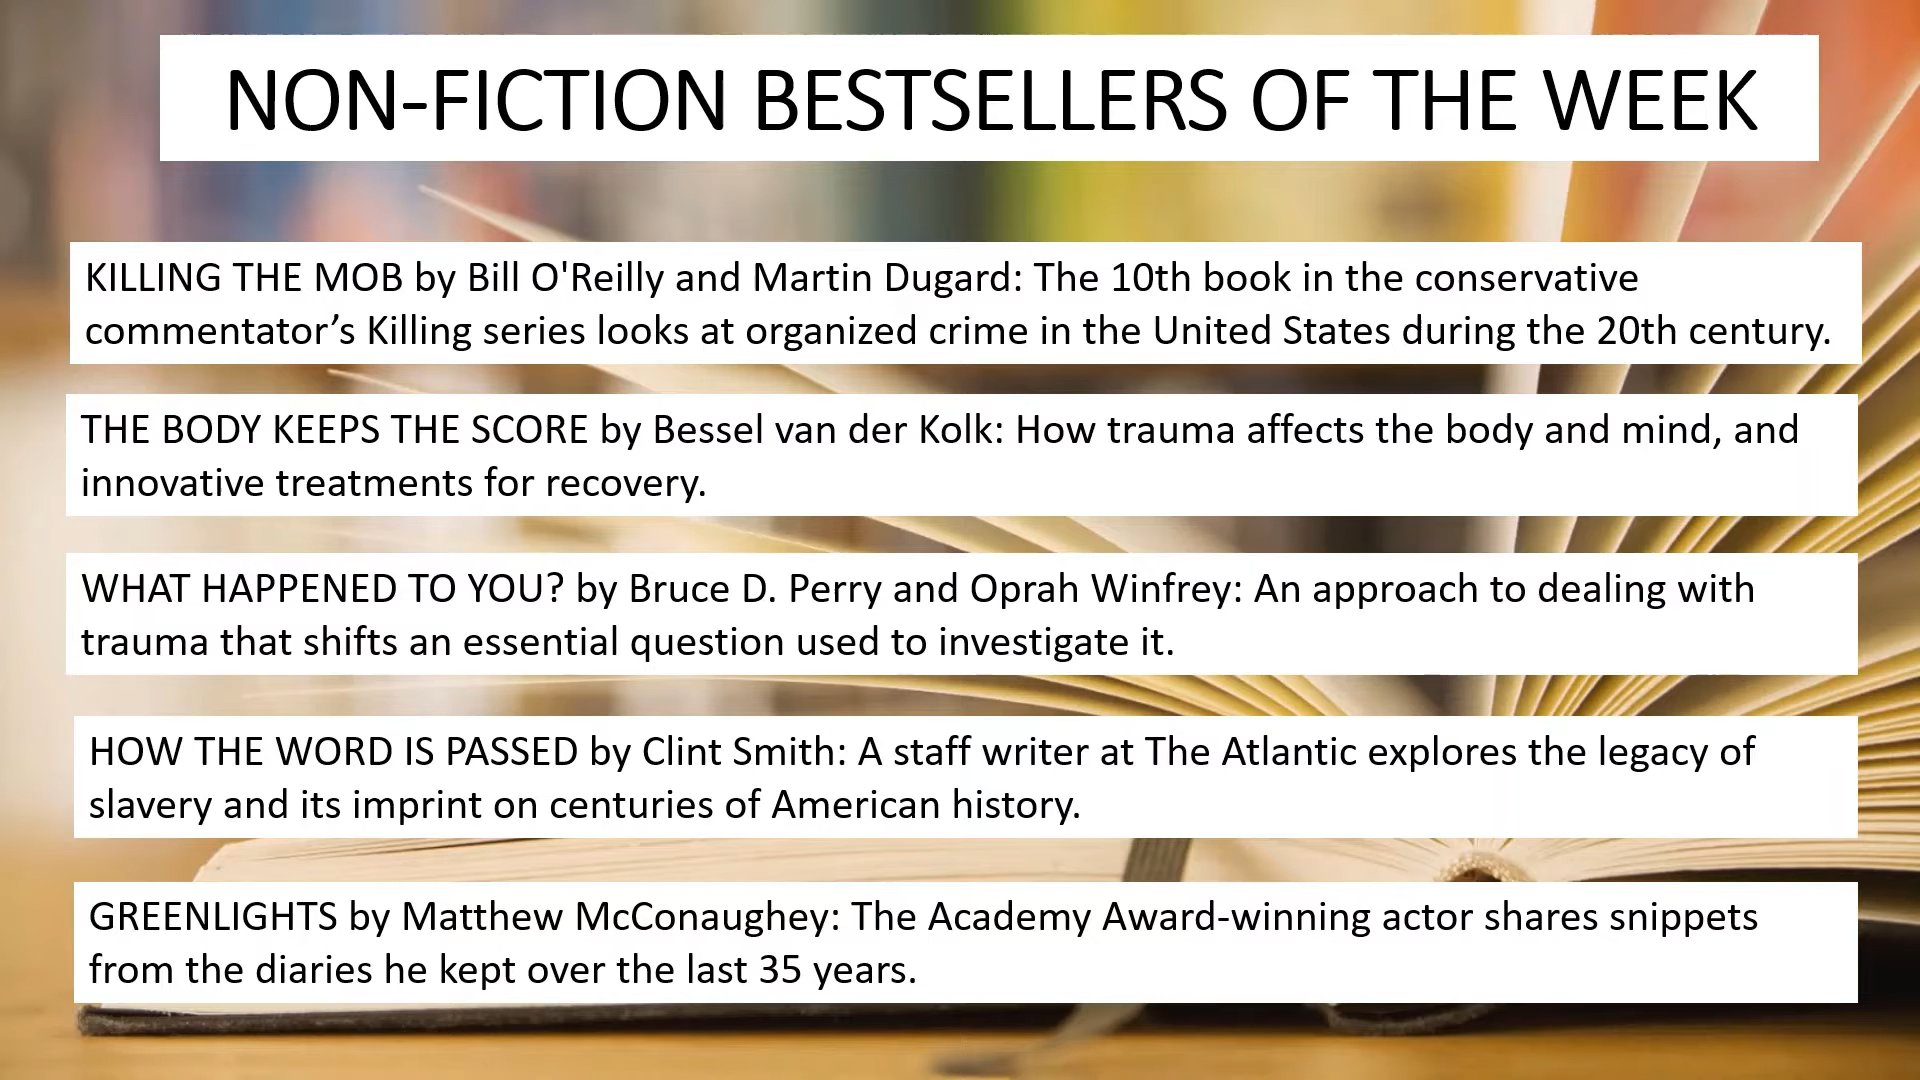 NON-FICTION BESTSELLERS OF THE WEEK
KILLING THE MOB by Bill O'Reilly and Martin Dugard: The 10th book in the conservative
commentator’s Killing series looks at organized crime in the United States during the 20th century.
THE BODY KEEPS THE SCORE by Bessel van der Kolk: How trauma affects the body and mind, and
innovative treatments for recovery.
WHAT HAPPENED TO YOU? by Bruce D. Perry and Oprah Winfrey: An approach to dealing with
trauma that shifts an essential question used to investigate it.
HOW THE WORD IS PASSED by Clint Smith: A staff writer at The Atlantic explores the legacy of
slavery and its imprint on centuries of American history.
GREENLIGHTS by Matthew McConaughey: The Academy Award-winning actor shares snippets
from the diaries he kept over the last 35 years.